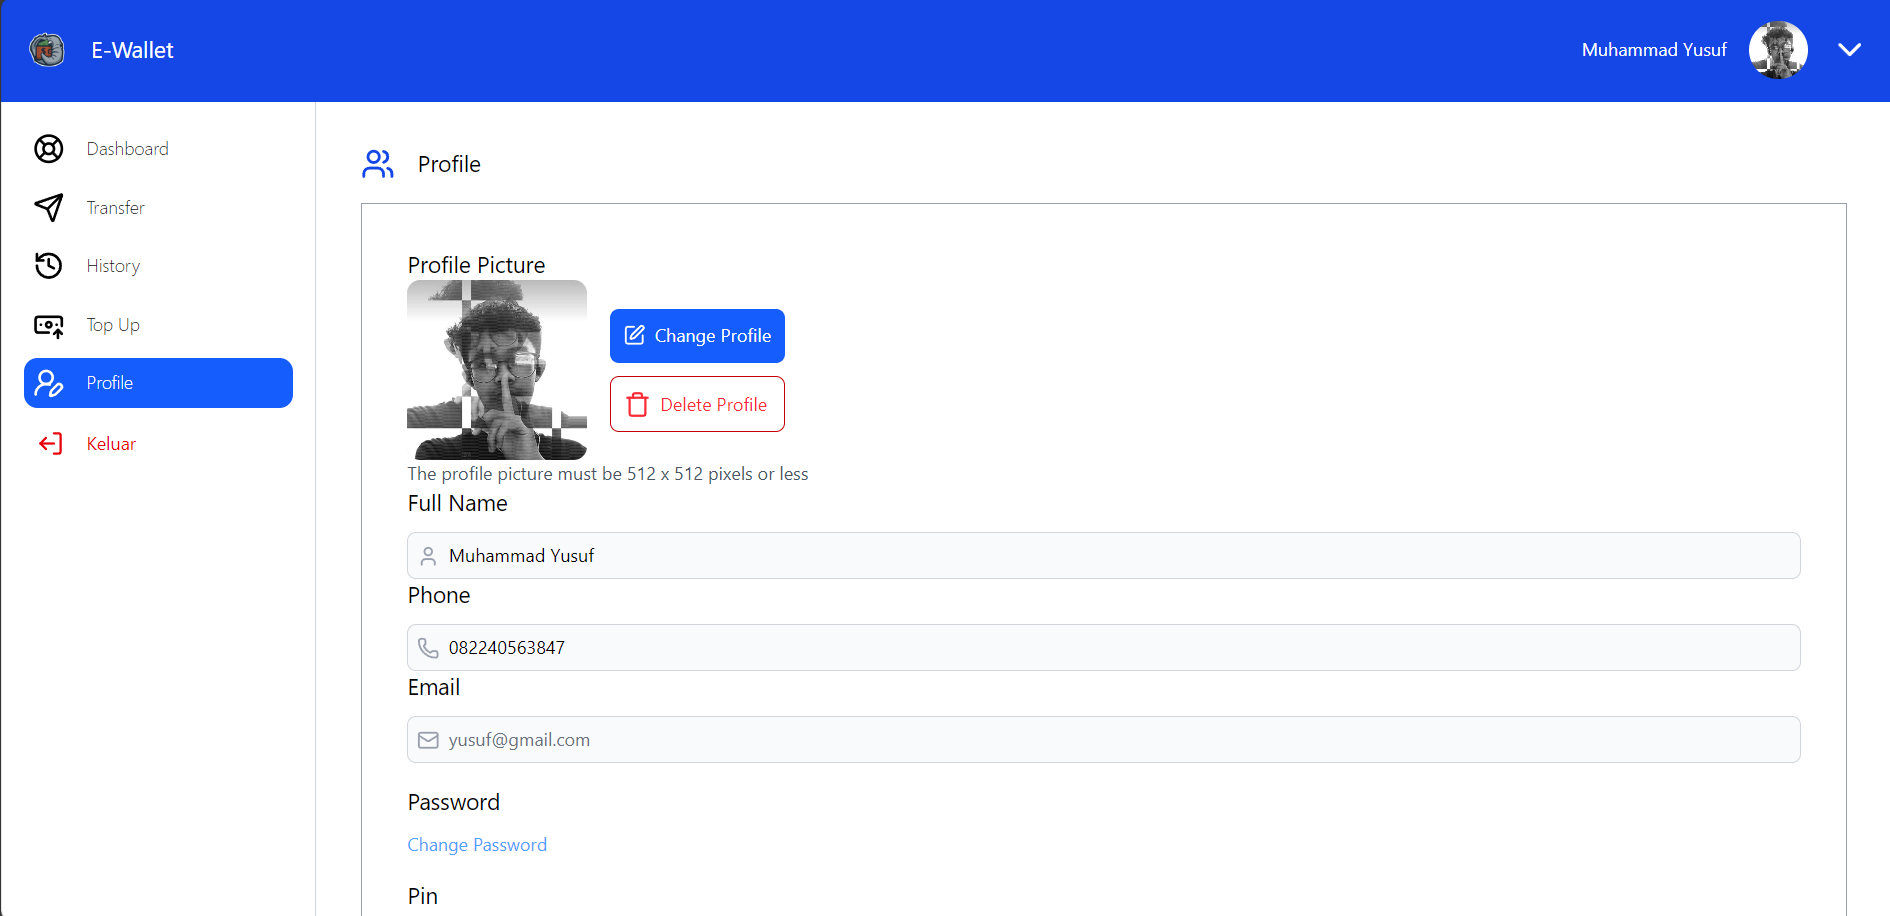 E-Wallet
Muhammad Yusuf
Dashboard
Transfer
History
Top Up
Profile
Keluar
Profile
Profile Picture
Change Profile
Delete Profile
The profile picture must be 512 x 512 pixels or less
Full Name
Muhammad Yusuf
Phone
082240563847
Email
yusuf@gmail.com
Password
Change Password
Pin